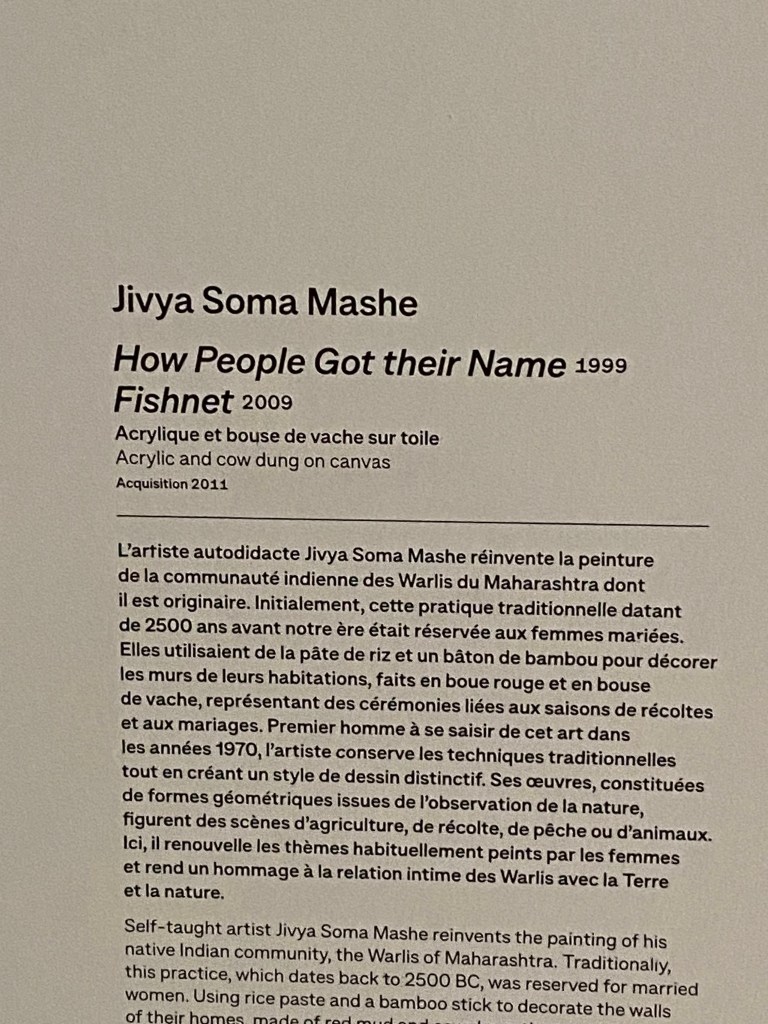 Jivya Soma Mashe
How People Got their Name 1999
Fishnet 2009
Acrylique et bouse de vache sur toile
Acrylic and cow dung on canvas
Acquisition 2011
L'artiste autodidacte Jivya Soma Mashe réinvente la peinture
de la communauté indienne des Warlis du Maharashtra dont
il est originaire. Initialement, cette pratique traditionnelle datant
de 2500 ans avant notre ère était réservée aux femmes mariées.
Elles utilisaient de la pâte de riz et un bâton de bambou pour décorer
les murs de leurs habitations, faits en boue rouge et en bouse
de vache, représentant des cérémonies liées aux saisons de récoltes
et aux mariages. Premier homme à se saisir de cet art dans
les années 1970, l'artiste conserve les techniques traditionnelles
tout en créant un style de dessin distinctif. Ses œuvres, constituées
de formes géométriques issues de l'observation de la nature,
figurent des scènes d'agriculture, de récolte, de pêche ou d'animaux.
Ici, il renouvelle les thèmes habituellement peints par les femmes
et rend un hommage à la relation intime des Warlis avec la Terre
et la nature.
Self-taught artist Jivya Soma Mashe reinvents the painting of his
native Indian community, the Warlis of Maharashtra. Traditionally,
this practice, which dates back to 2500 BC, was reserved for married
women. Using rice paste and a bamboo stick to decorate the walls
of their homes, made of red mud and